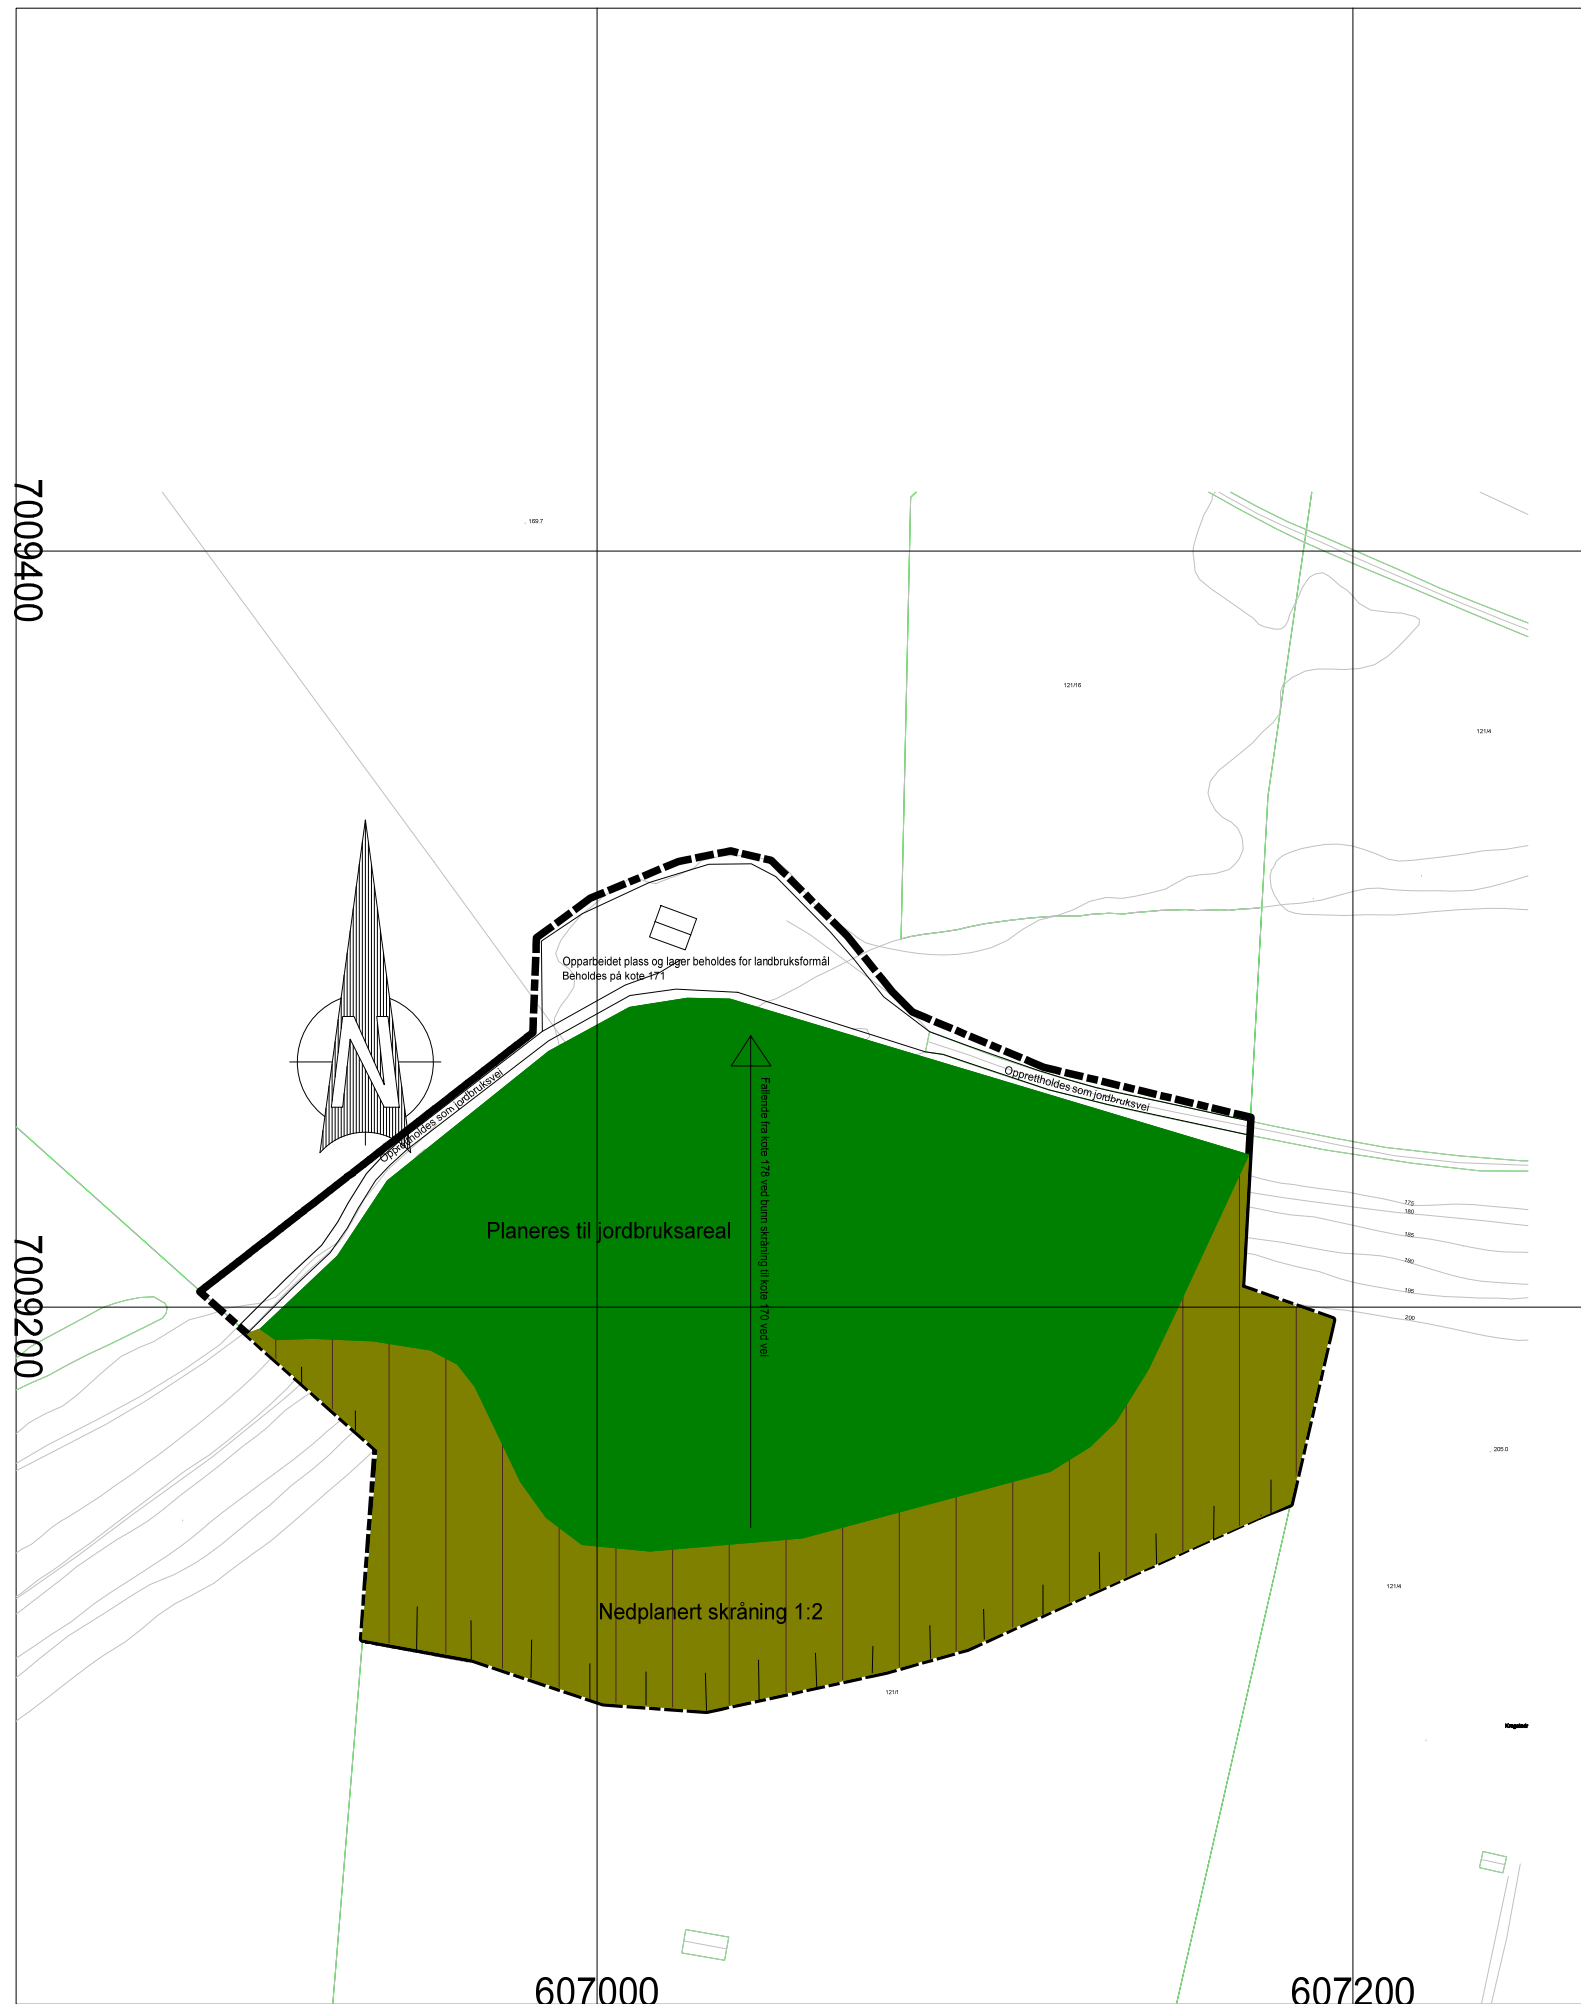 7009400
169.7
121/16
121/4
Opparbeidet plass og lager beholdes for landbruksformål
Beholdes på kote 171
N
Opprettholdes som jordbruksvei
Opprettholdes som jordbruksvei
Fallende fra kote 178 ved bunn skråning til kote 170 ved vei
175
180
185
190
195
200
Planeres til jordbruksareal
7009200
205.0
121/4
Nedplanert skråning 1:2
121/1
607000
607200